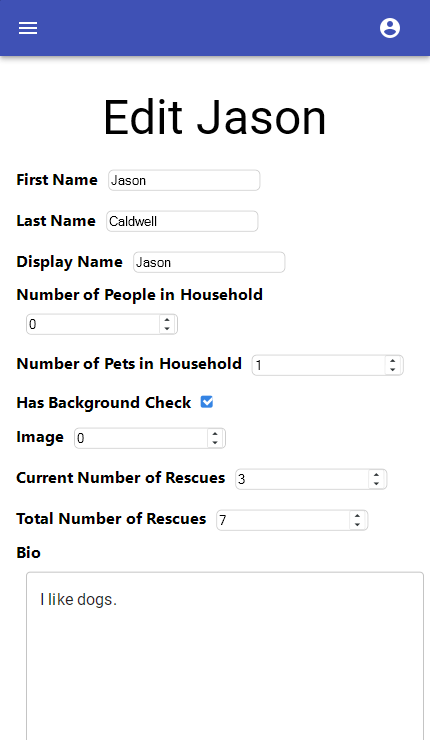 Edit Jason
First Name Jason
Last Name Caldwell
Display Name Jason
Number of People in Household
0
Number of Pets in Household 1
Has Background Check
Image 0
Current Number of Rescues 3
Total Number of Rescues 7
Bio
I like dogs.